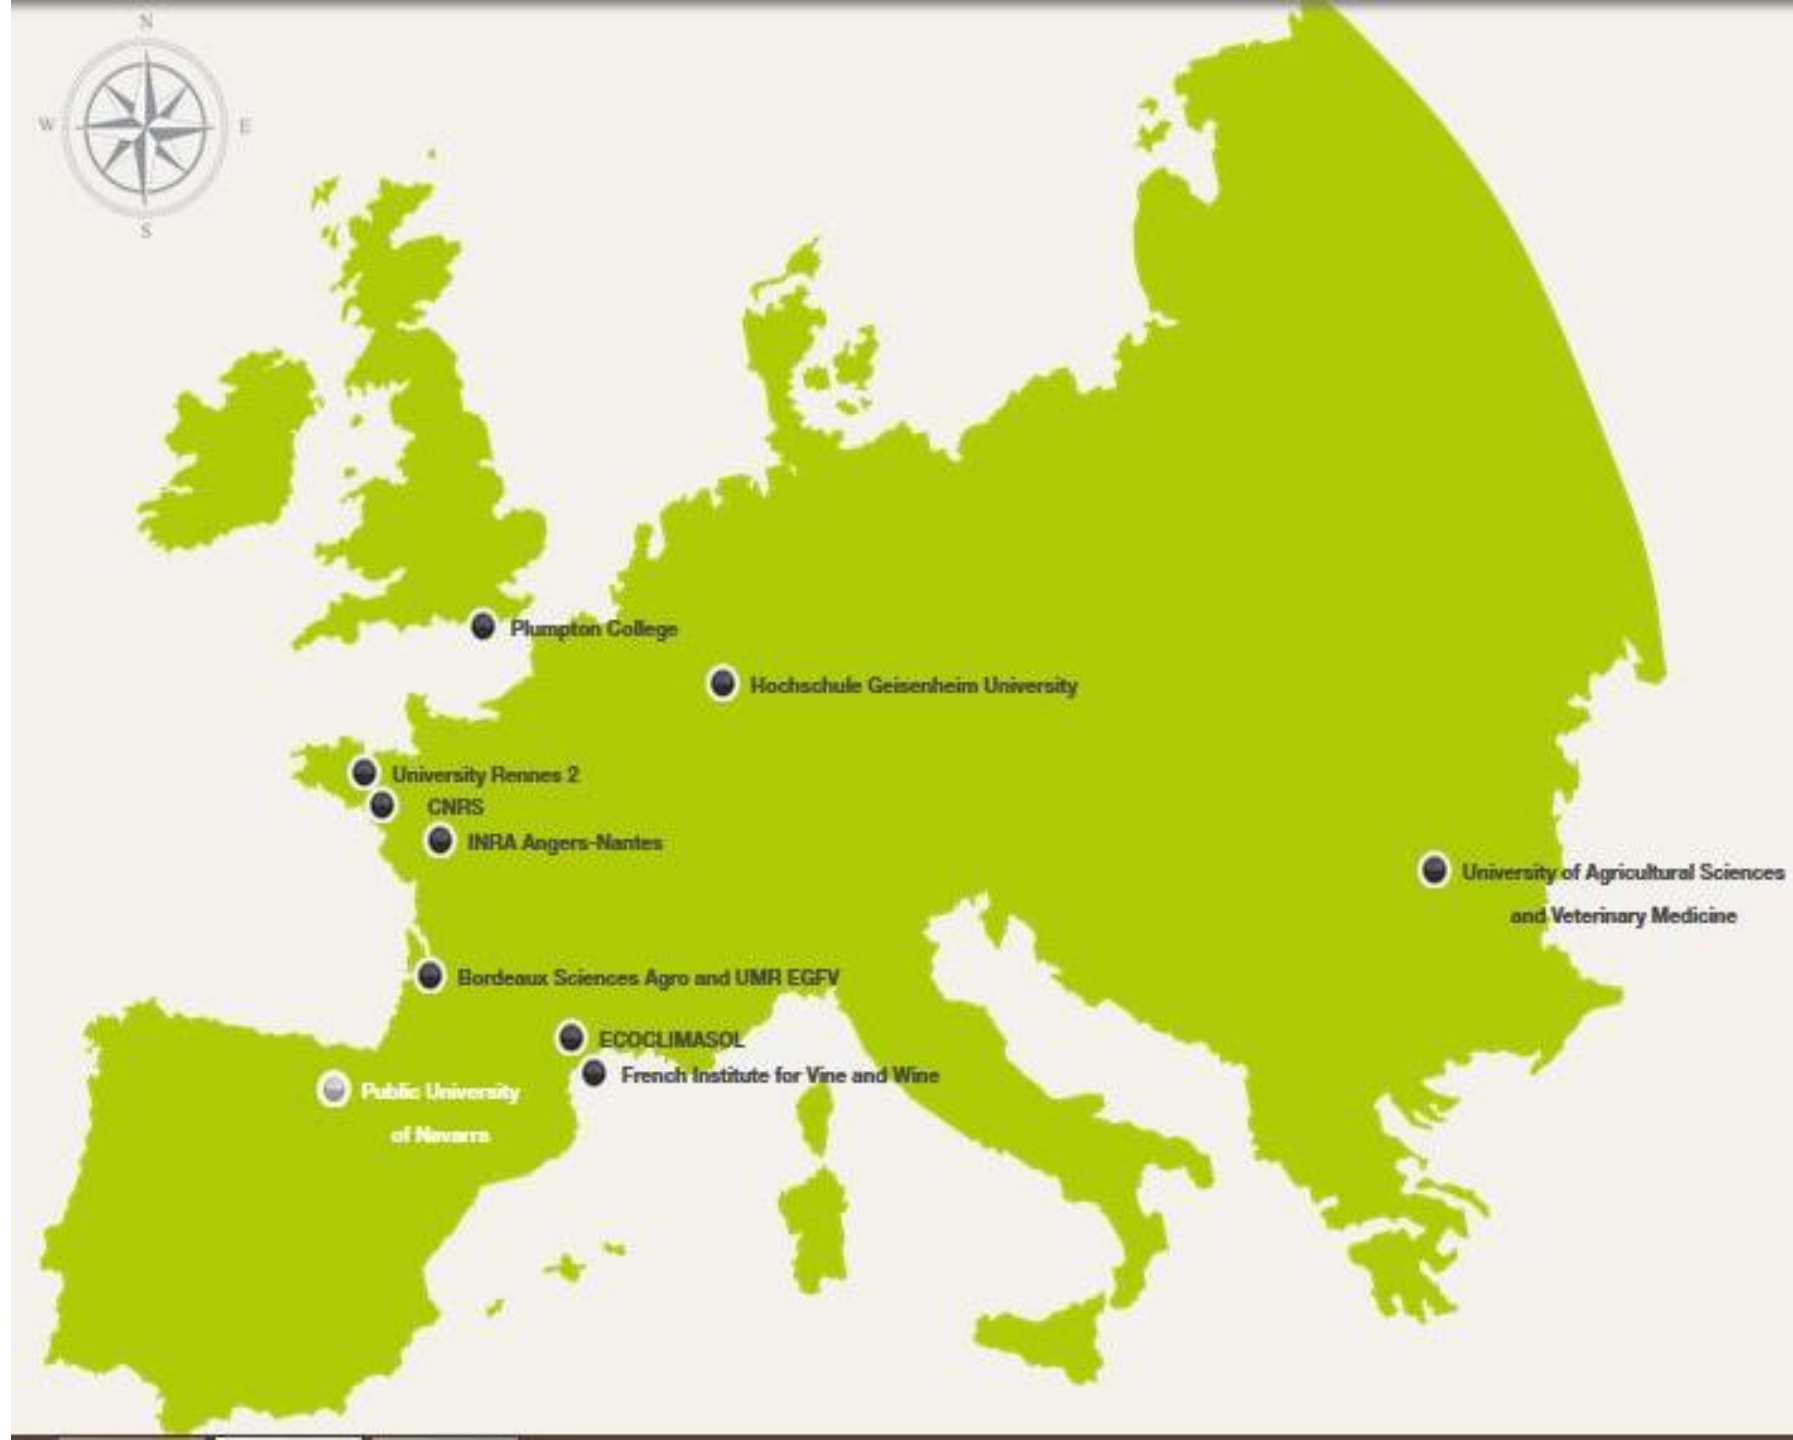 N
W
E
S
Plumpton College
Hochschule Geisenheim University
University Rennes 2
CNRS
INRA Angers-Nantes
University of Agricultural Sciences
and Veterinary Medicine
Bordeaux Sciences Agro and UMR EGFV
ECOCLIMASOL
French Institute for Vine and Wine
Public University
of Navarra